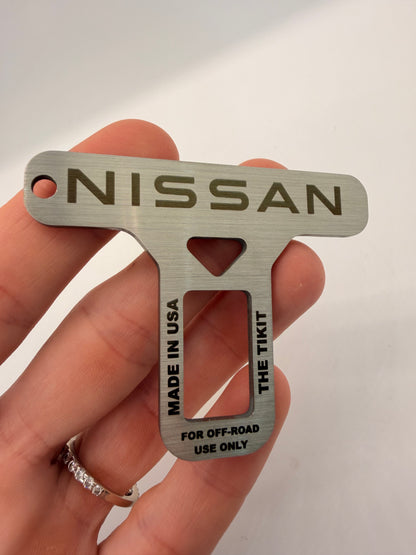 NISSAN
MADE IN USA
THE TIKIT
FOR OFF-ROAD
USE ONLY